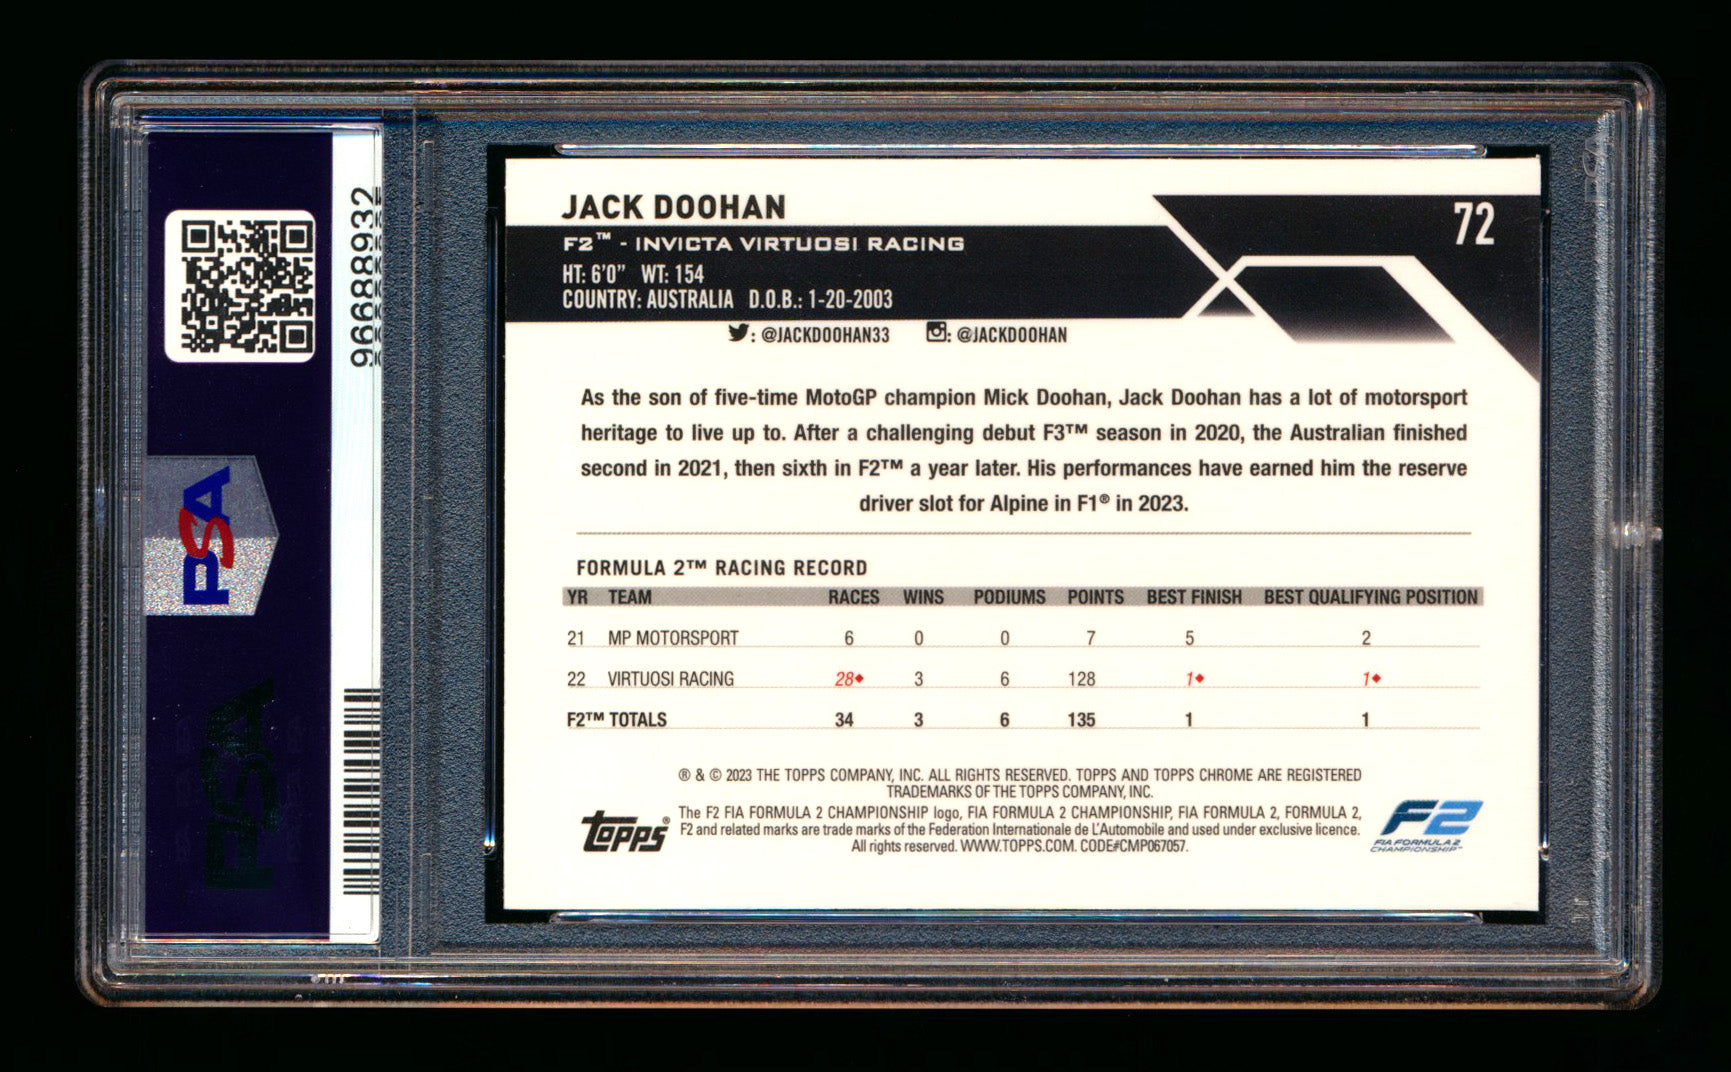 96688932
PSA
PSA
JACK DOOHAN
72
F2™ - INVICTA VIRTUOSI RACING
HT: 6'0" WT: 154
COUNTRY: AUSTRALIA D.O.B.: 1-20-2003
: @JACKDOOHAN33 : @JACKDOOHAN
As the son of five-time MotoGP champion Mick Doohan, Jack Doohan has a lot of motorsport
heritage to live up to. After a challenging debut F3™ season in 2020, the Australian finished
second in 2021, then sixth in F2™ a year later. His performances have earned him the reserve
driver slot for Alpine in F1® in 2023.
FORMULA 2™ RACING RECORD
YR TEAM RACES WINS PODIUMS POINTS BEST FINISH BEST QUALIFYING POSITION
21 MP MOTORSPORT 6 0 0 7 5 2
22 VIRTUOSI RACING 28♦ 3 6 128 1♦ 1♦
F2™ TOTALS 34 3 6 135 1 1
® & © 2023 THE TOPPS COMPANY, INC. ALL RIGHTS RESERVED. TOPPS AND TOPPS CHROME ARE REGISTERED
TRADEMARKS OF THE TOPPS COMPANY, INC.
The F2 FIA FORMULA 2 CHAMPIONSHIP logo, FIA FORMULA 2 CHAMPIONSHIP, FIA FORMULA 2, FORMULA 2,
F2 and related marks are trade marks of the Federation Internationale de L'Automobile and used under exclusive licence.
All rights reserved. WWW.TOPPS.COM. CODE#CMP067057.
Topps®
F2
FIA FORMULA 2
CHAMPIONSHIP™